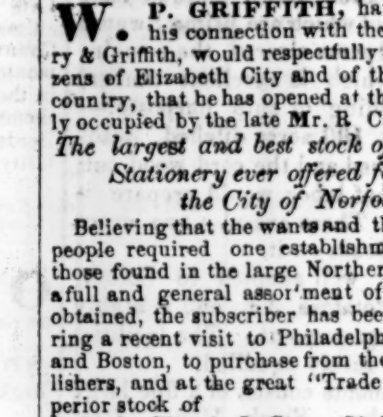 W. P. GRIFFITH, ha
his connection with the
ry & Griffith, would respectfully
zens of Elizabeth City and of th
country, that he has opened at th
ly occupied by the late Mr. R C
The largest and best stock o
Stationery ever offered f
the City of Norfo
Believing that the wants and t
people required one establishm
those found in the large Norther
a full and general assor'ment of
obtained, the subscriber has bee
ring a recent visit to Philadelph
and Boston, to purchase from the
lishers, and at the great "Trade
perior stock of